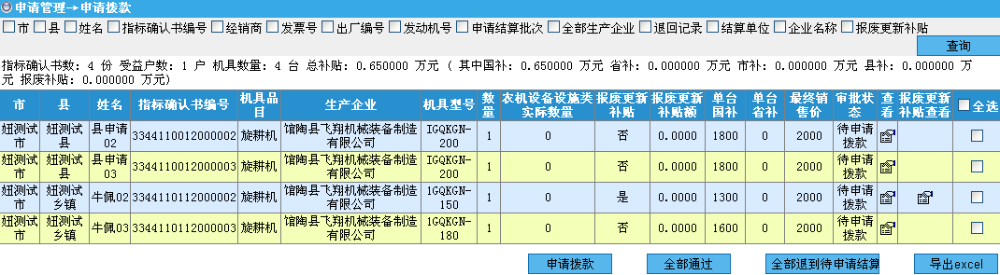 申请管理→申请拨款
市 县 姓名 指标确认书编号 经销商 发票号 出厂编号 发动机号 申请结算批次 全部生产企业 退回记录 结算单位 企业名称 报废更新补贴
查询
指标确认书数: 4 份 受益户数: 1 户 机具数量: 4 台 总补贴: 0.650000 万元 ( 其中国补: 0.650000 万元 省补: 0.000000 万元 市补: 0.000000 万元 县补: 0.000000 万
元 报废补贴: 0.000000 万元)
市 县 姓名 指标确认书编号 机具品目 生产企业 机具型号 数量 农机设备设施类实际数量 报废更新补贴 报废更新补贴额 单台国补 单台省补 最终销售价 审批状态 查看 报废更新补贴查看 全选
妞测试市 妞测试县 县申请02 3344110012000002 旋耕机 馆陶县飞翔机械装备制造有限公司 IGQKGN-200 1 0 否 0.0000 1800 0 2000 待申请拨款
妞测试市 妞测试县 县申请03 3344110012000003 旋耕机 馆陶县飞翔机械装备制造有限公司 IGQKGN-200 1 0 否 0.0000 1800 0 2000 待申请拨款
妞测试市 妞测试乡镇 牛佩02 3344110112000002 旋耕机 馆陶县飞翔机械装备制造有限公司 1GQKGN-150 1 0 是 0.0000 1300 0 2000 待申请拨款
妞测试市 妞测试乡镇 牛佩03 3344110112000003 旋耕机 馆陶县飞翔机械装备制造有限公司 1GQKGN-180 1 0 否 0.0000 1600 0 2000 待申请拨款
申请拨款 全部通过 全部退到待申请结算 导出excel